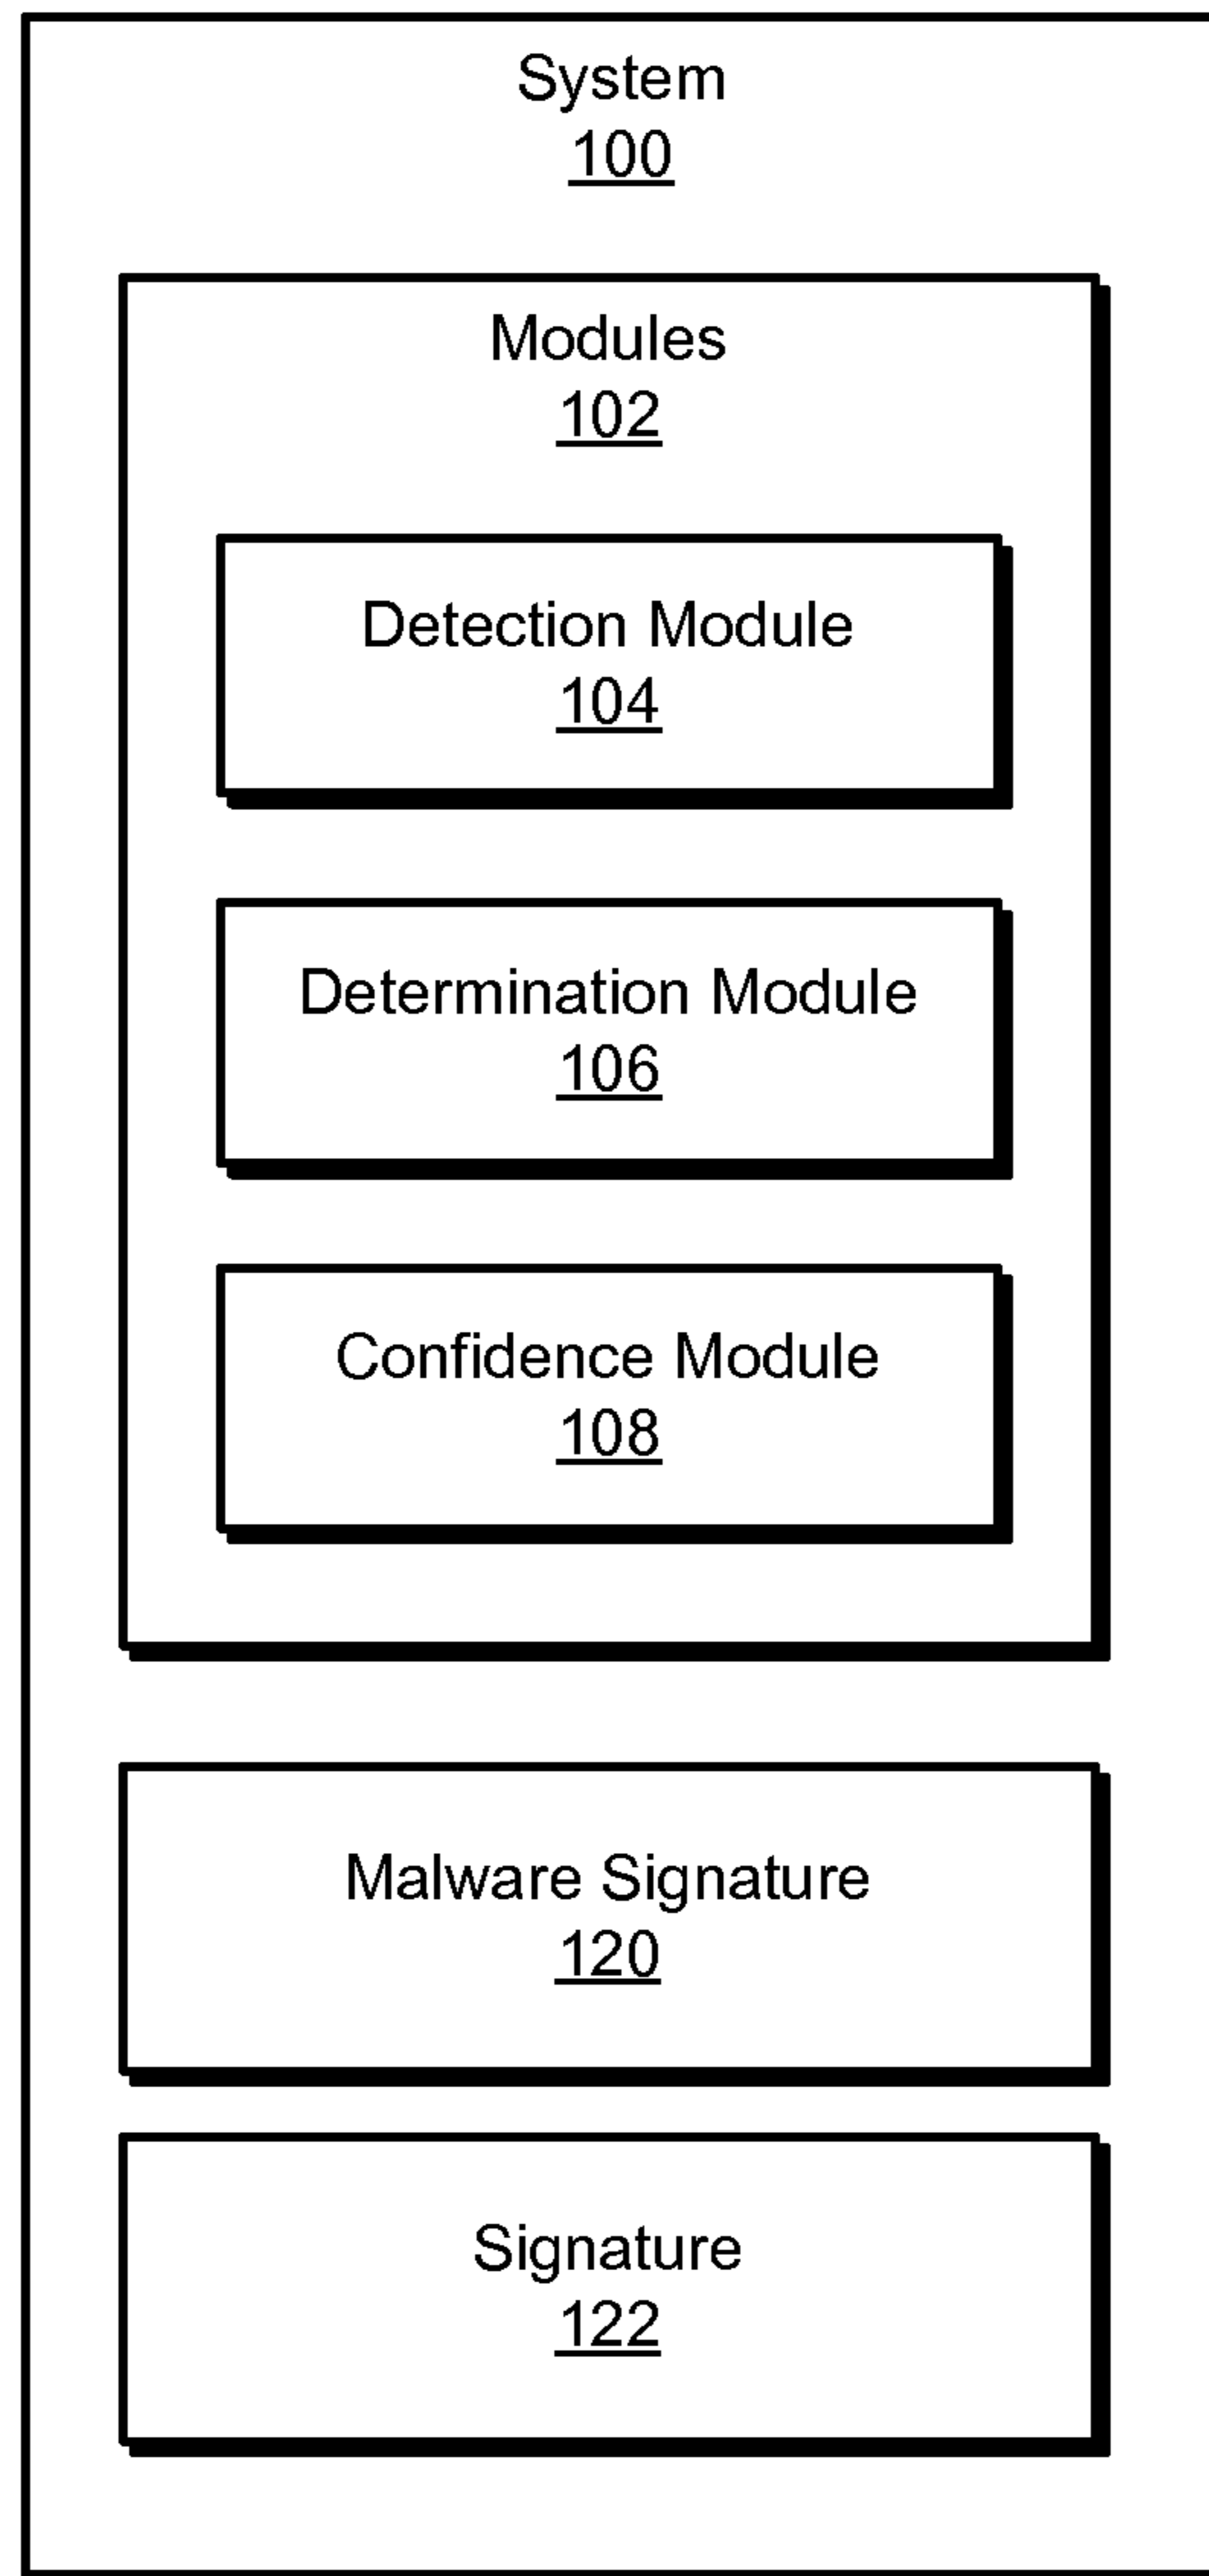 System
100
Modules
102
Detection Module
104
Determination Module
106
Confidence Module
108
Malware Signature
120
Signature
122